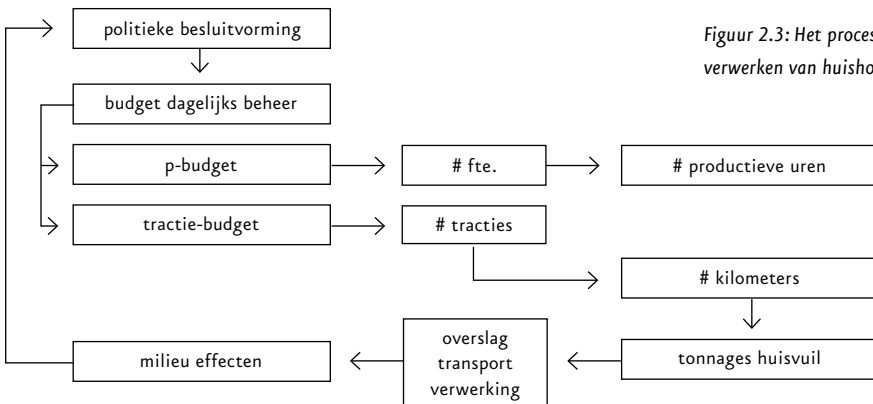 politieke besluitvorming
Figuur 2.3: Het proces
verwerken van huisho
budget dagelijks beheer
p-budget
# fte.
# productieve uren
tractie-budget
# tracties
# kilometers
milieu effecten
overslag
transport
verwerking
tonnages huisvuil